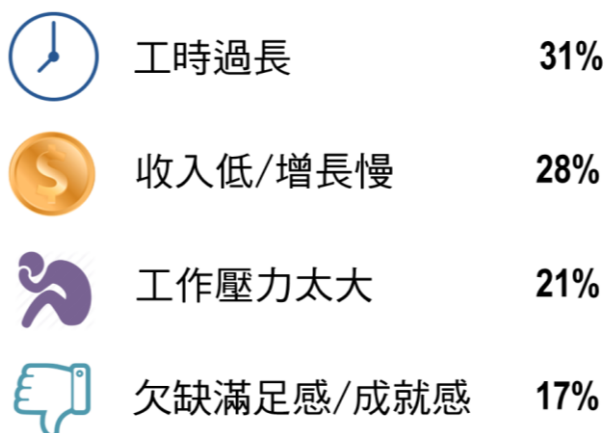 工時過長 31%
$
收入低/增長慢 28%
工作壓力太大 21%
欠缺滿足感/成就感 17%